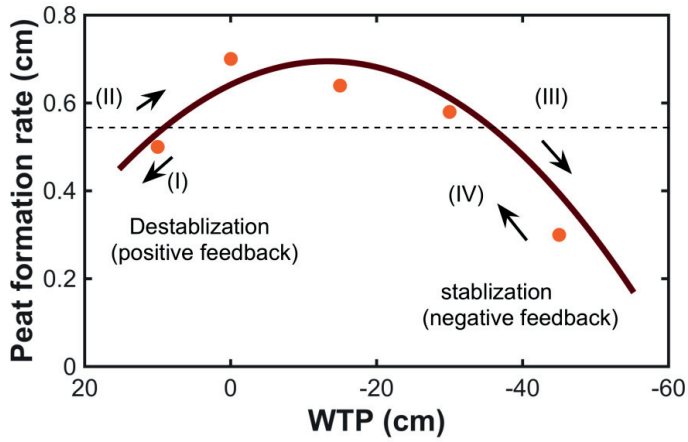 Peat formation rate (cm)
0.8
0.6
0.4
0.2
0
(II)
(III)
(I)
(IV)
Destablization
(positive feedback)
stablization
(negative feedback)
20
0
-20
-40
-60
WTP (cm)